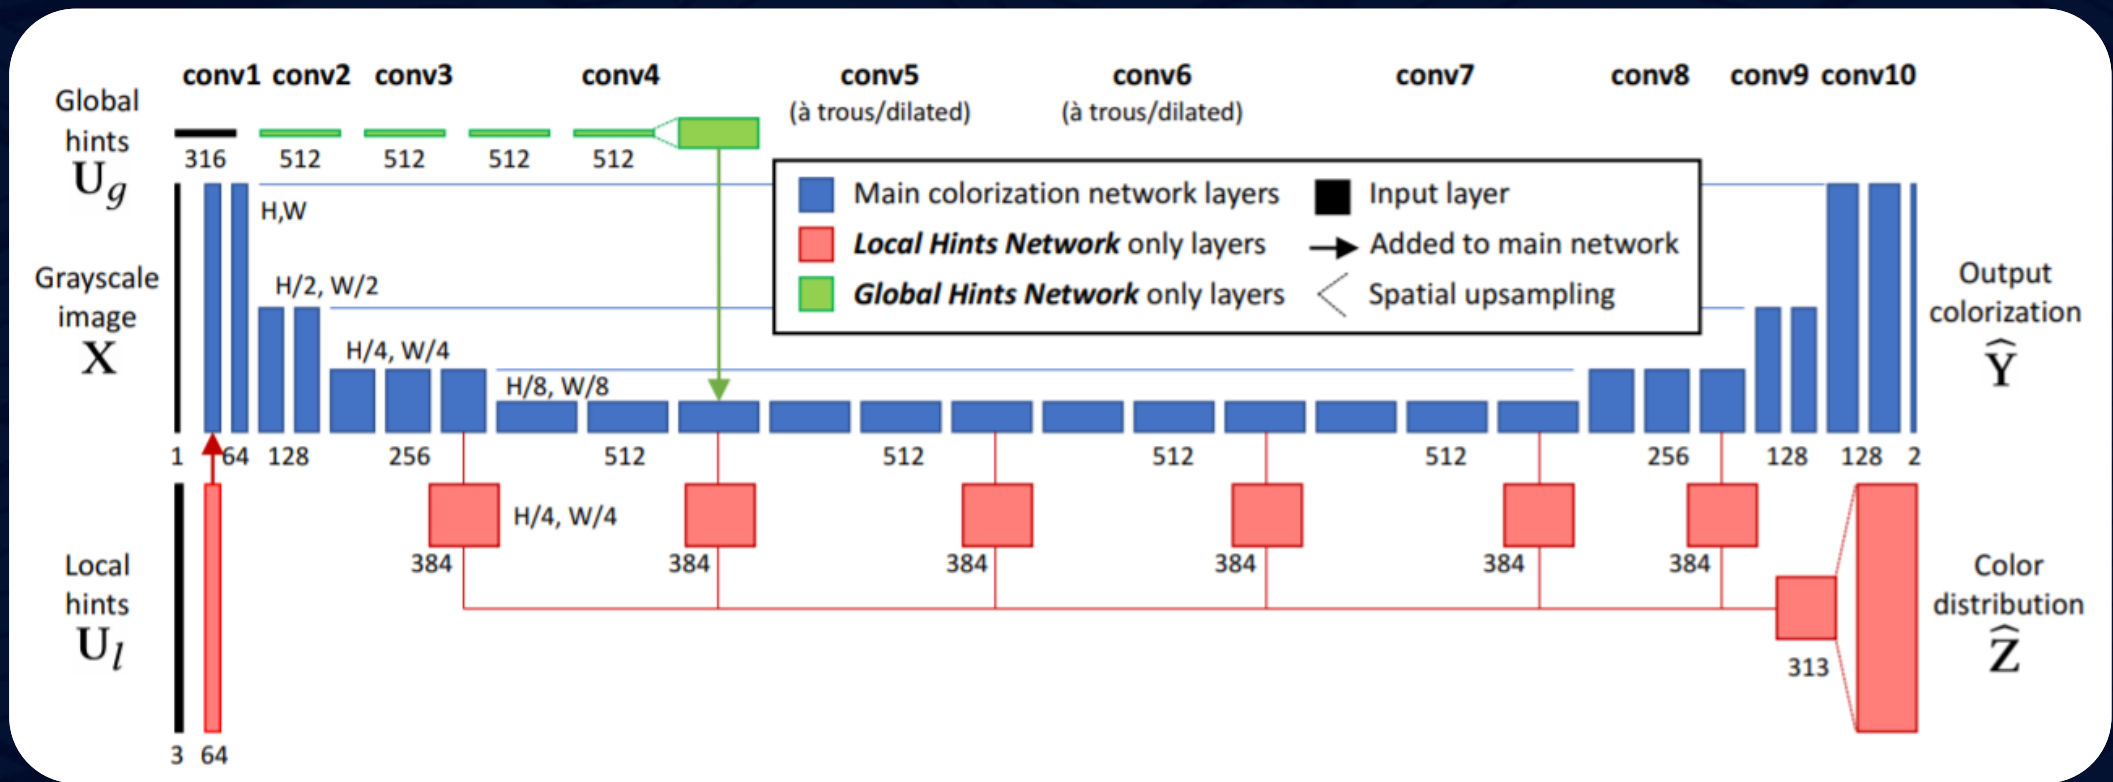 conv1 conv2 conv3 conv4 conv5 conv6 conv7 conv8 conv9 conv10
(à trous/dilated) (à trous/dilated)
Global
hints
U_g
316 512 512 512 512
Main colorization network layers
Local Hints Network only layers
Global Hints Network only layers
Input layer
Added to main network
Spatial upsampling
H,W
H/2, W/2
H/4, W/4
H/8, W/8
Grayscale
image
X
Output
colorization
Ŷ
1 64 128 256 512 512 512 512 256 128 128 2
H/4, W/4
384 384 384 384 384 384
Local
hints
U_l
313
Color
distribution
Ẑ
3 64